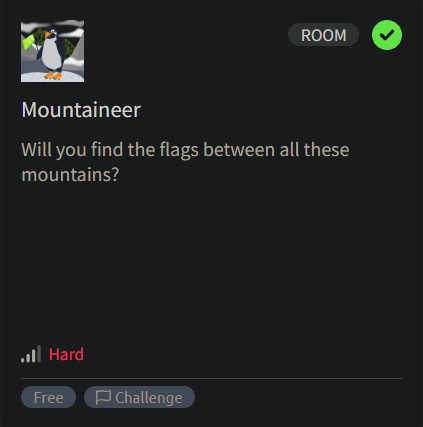 ROOM
Mountaineer
Will you find the flags between all these
mountains?
Hard
Free
Challenge